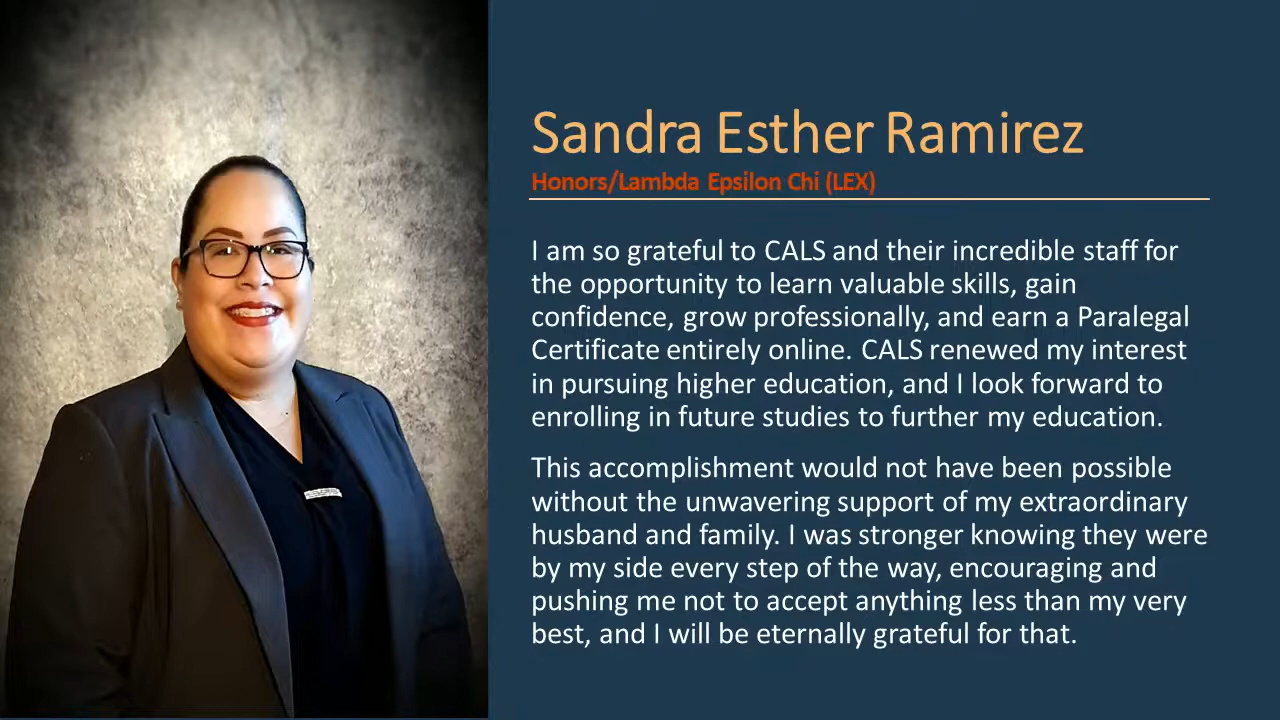 Sandra Esther Ramirez
Honors/Lambda Epsilon Chi (LEX)
I am so grateful to CALS and their incredible staff for
the opportunity to learn valuable skills, gain
confidence, grow professionally, and earn a Paralegal
Certificate entirely online. CALS renewed my interest
in pursuing higher education, and I look forward to
enrolling in future studies to further my education.
This accomplishment would not have been possible
without the unwavering support of my extraordinary
husband and family. I was stronger knowing they were
by my side every step of the way, encouraging and
pushing me not to accept anything less than my very
best, and I will be eternally grateful for that.